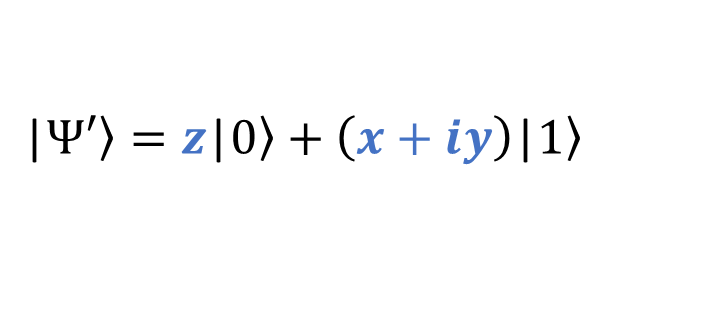 |Ψ′⟩ = z|0⟩ + (x + iy)|1⟩